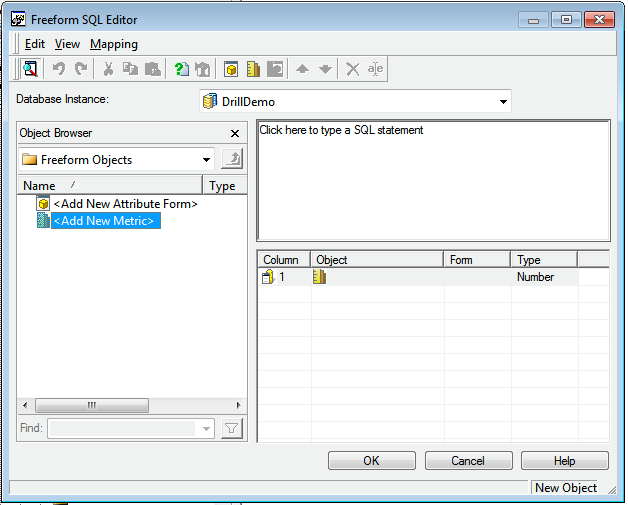 Freeform SQL Editor
Edit View Mapping
Database Instance: DrillDemo
Object Browser
Freeform Objects
Name Type
<Add New Attribute Form>
<Add New Metric>
Find:
Click here to type a SQL statement
Column Object Form Type
1 Number
OK Cancel Help
New Object